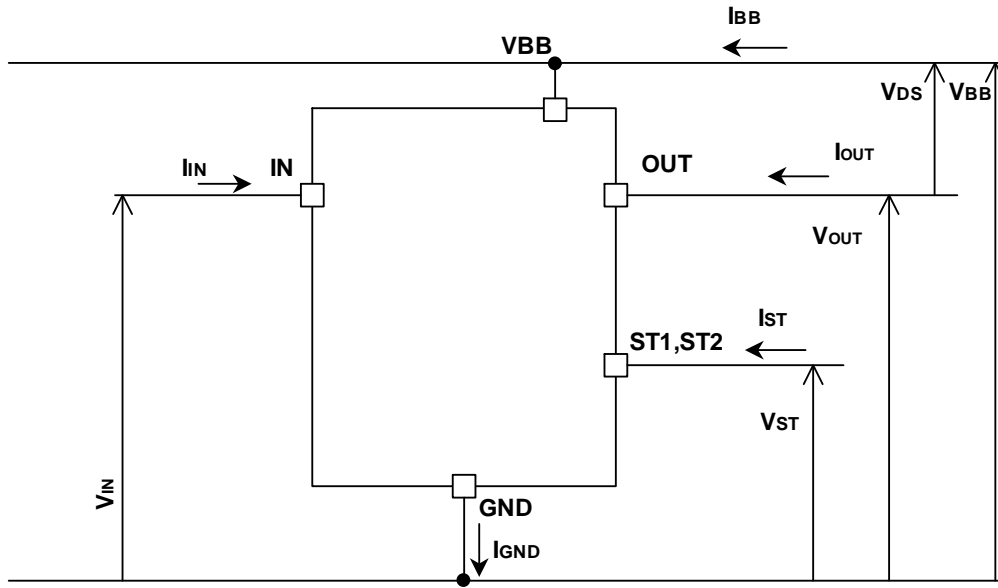 IBB
VBB
VDS
VBB
IIN
IN
OUT
IOUT
VOUT
IST
ST1,ST2
VST
VIN
GND
IGND